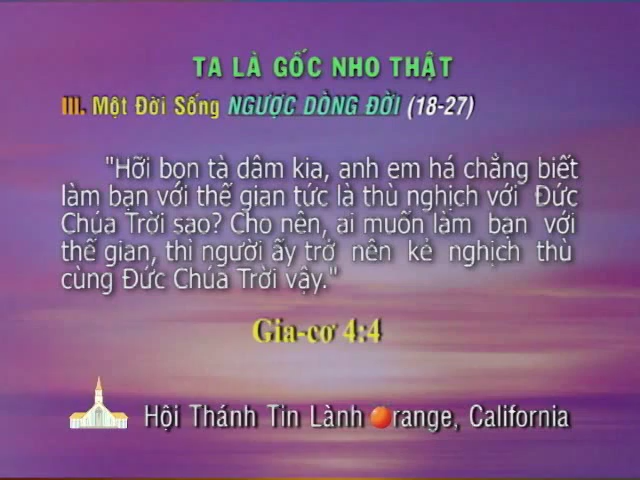 TA LÀ GỐC NHO THẬT
III. Một Đời Sống NGƯỢC DÒNG ĐỜI (18-27)
"Hỡi bọn tà dâm kia, anh em há chẳng biết
làm bạn với thế gian tức là thù nghịch với Đức
Chúa Trời sao? Cho nên, ai muốn làm bạn với
thế gian, thì người ấy trở nên kẻ nghịch thù
cùng Đức Chúa Trời vậy."
Gia-cơ 4:4
Hội Thánh Tin Lành Orange, California